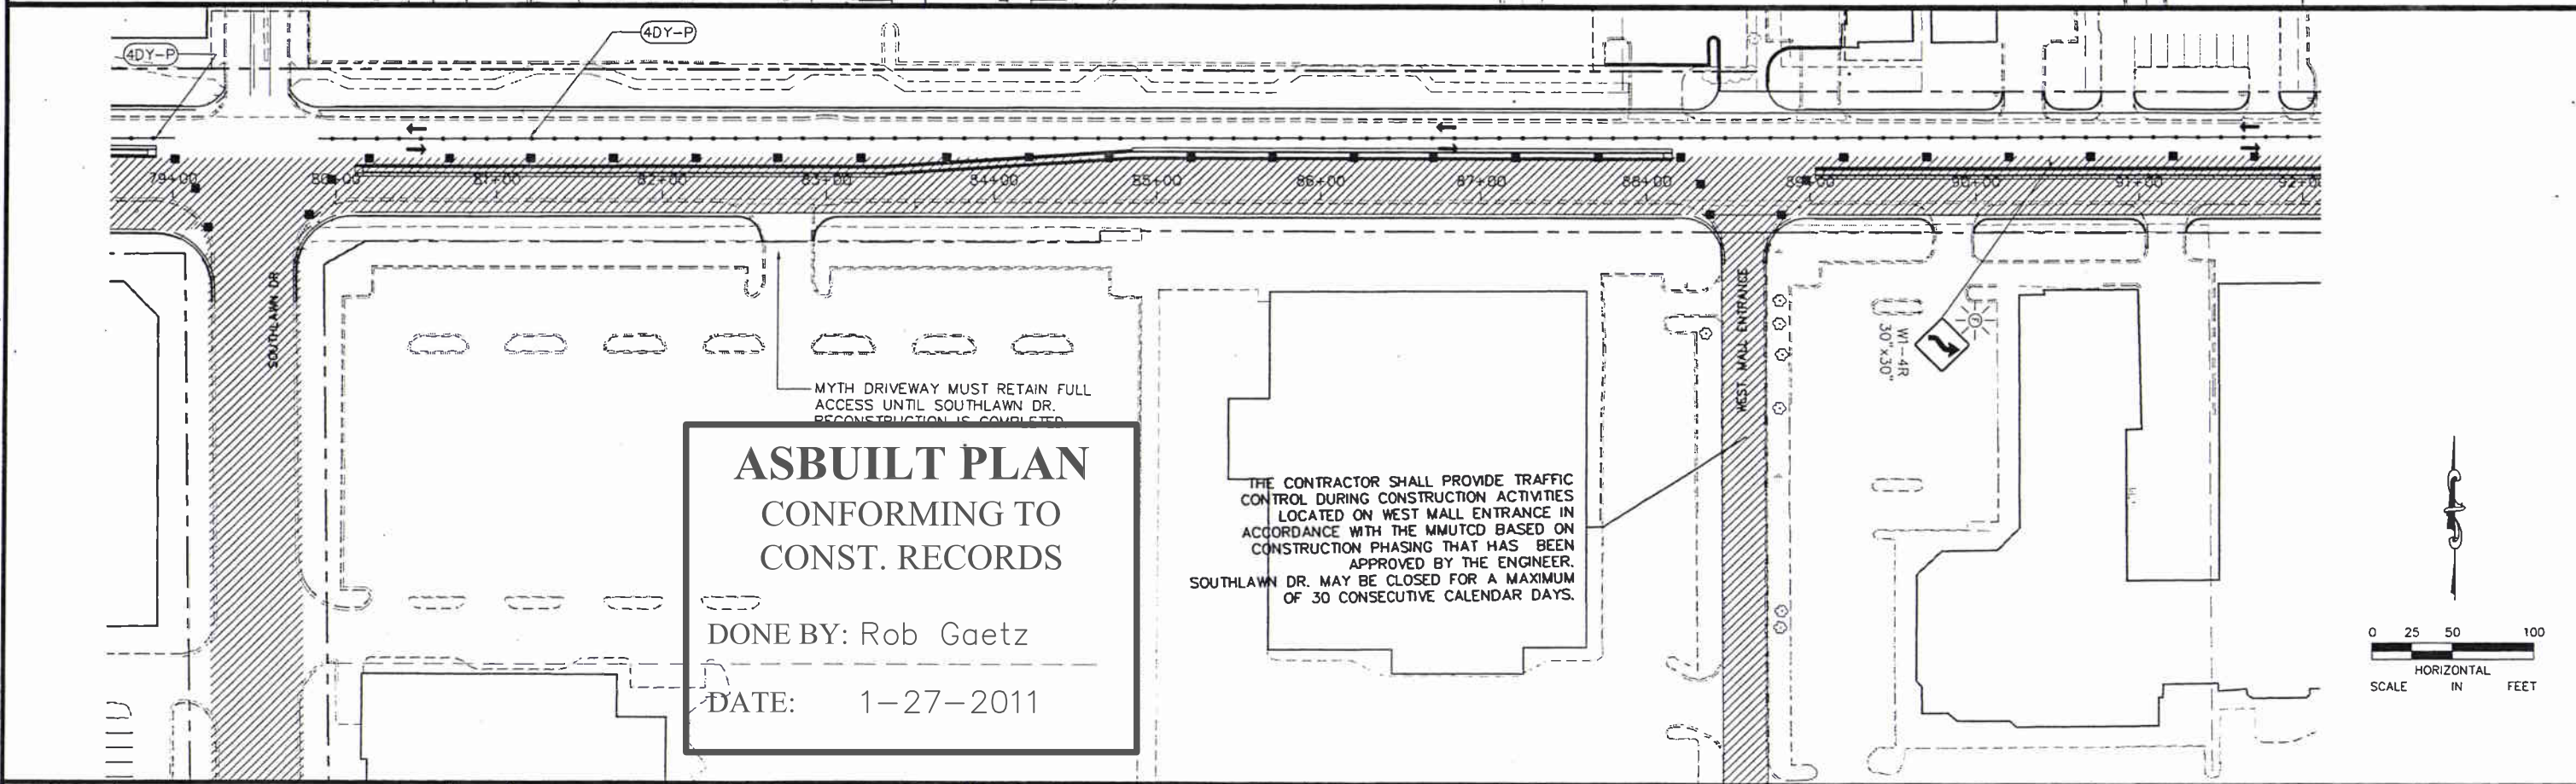 4DY-P
4DY-P
79+00
80+00
81+00
82+00
83+00
84+00
85+00
86+00
87+00
88+00
89+00
90+00
91+00
92+00
SOUTHLAWN DR
MYTH DRIVEWAY MUST RETAIN FULL
ACCESS UNTIL SOUTHLAWN DR.
RECONSTRUCTION IS COMPLETED.
ASBUILT PLAN
CONFORMING TO
CONST. RECORDS
DONE BY: Rob Gaetz
DATE: 1-27-2011
THE CONTRACTOR SHALL PROVIDE TRAFFIC
CONTROL DURING CONSTRUCTION ACTIVITIES
LOCATED ON WEST MALL ENTRANCE IN
ACCORDANCE WITH THE MMUTCD BASED ON
CONSTRUCTION PHASING THAT HAS BEEN
APPROVED BY THE ENGINEER.
SOUTHLAWN DR. MAY BE CLOSED FOR A MAXIMUM
OF 30 CONSECUTIVE CALENDAR DAYS.
WEST MALL ENTRANCE
W1-4R
30"x30"
0 25 50 100
HORIZONTAL
SCALE IN FEET